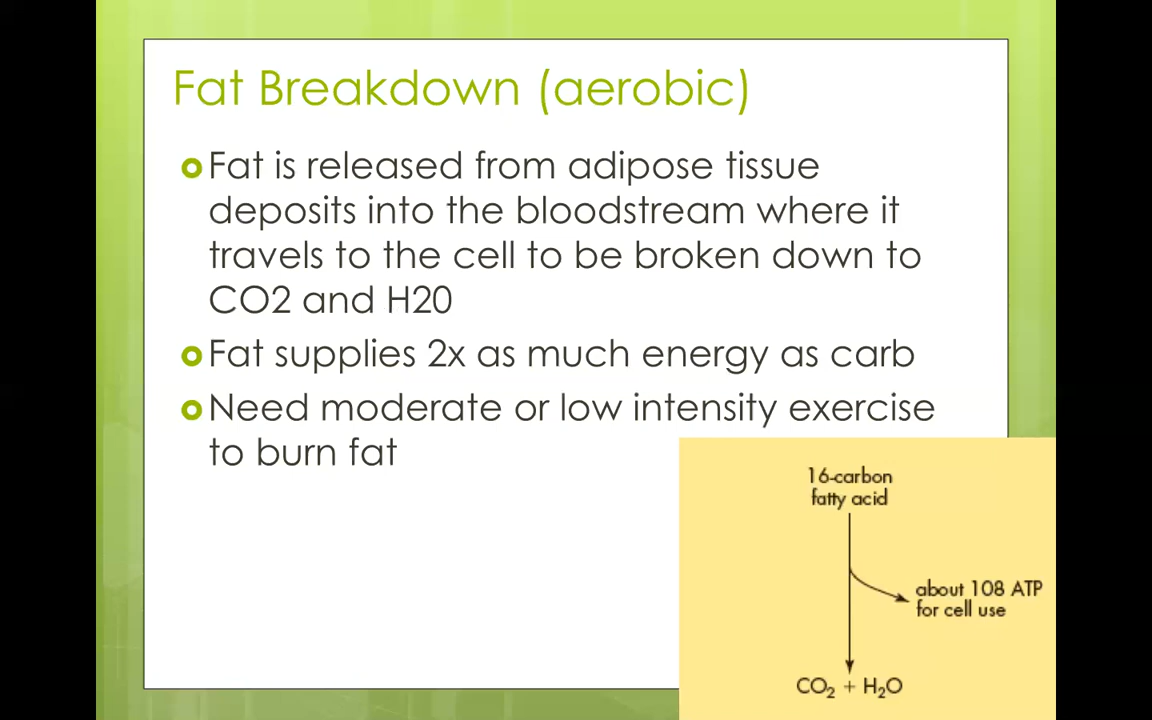 Fat Breakdown (aerobic)
Fat is released from adipose tissue
deposits into the bloodstream where it
travels to the cell to be broken down to
CO2 and H20
Fat supplies 2x as much energy as carb
Need moderate or low intensity exercise
to burn fat
16-carbon
fatty acid
about 108 ATP
for cell use
CO₂ + H₂O